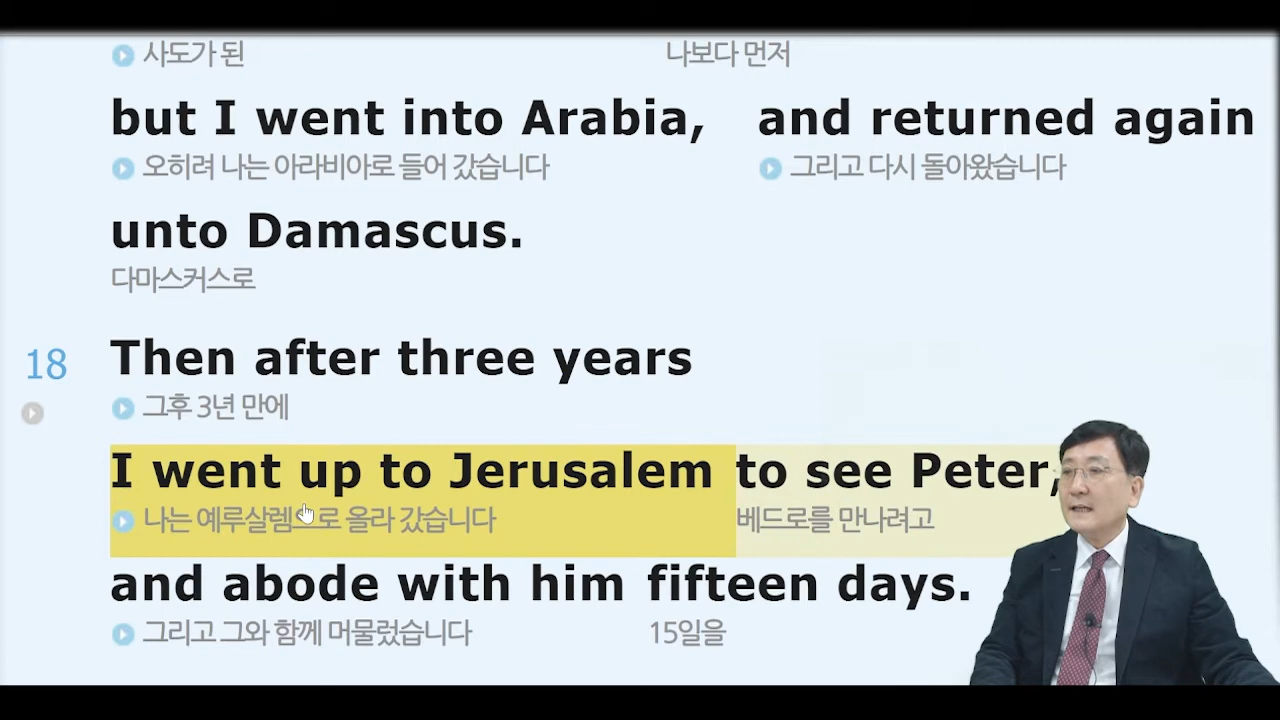 사도가 된 나보다 먼저
but I went into Arabia, and returned again
오히려 나는 아라비아로 들어 갔습니다 그리고 다시 돌아왔습니다
unto Damascus.
다마스커스로
18 Then after three years
그후 3년 만에
I went up to Jerusalem to see Peter,
나는 예루살렘으로 올라 갔습니다 베드로를 만나려고
and abode with him fifteen days.
그리고 그와 함께 머물렀습니다 15일을